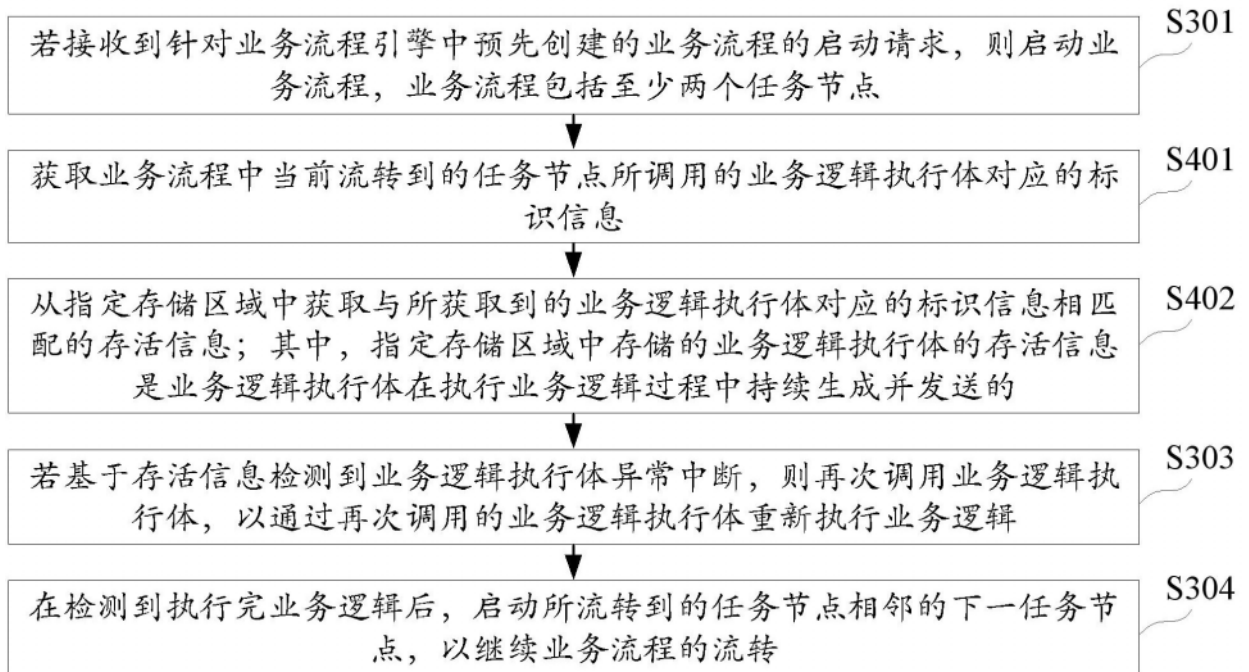 若接收到针对业务流程引擎中预先创建的业务流程的启动请求，则启动业
务流程，业务流程包括至少两个任务节点
S301
获取业务流程中当前流转到的任务节点所调用的业务逻辑执行体对应的标
识信息
S401
从指定存储区域中获取与所获取到的业务逻辑执行体对应的标识信息相匹
配的存活信息；其中，指定存储区域中存储的业务逻辑执行体的存活信息
是业务逻辑执行体在执行业务逻辑过程中持续生成并发送的
S402
若基于存活信息检测到业务逻辑执行体异常中断，则再次调用业务逻辑执
行体，以通过再次调用的业务逻辑执行体重新执行业务逻辑
S303
在检测到执行完业务逻辑后，启动所流转到的任务节点相邻的下一任务节
点，以继续业务流程的流转
S304